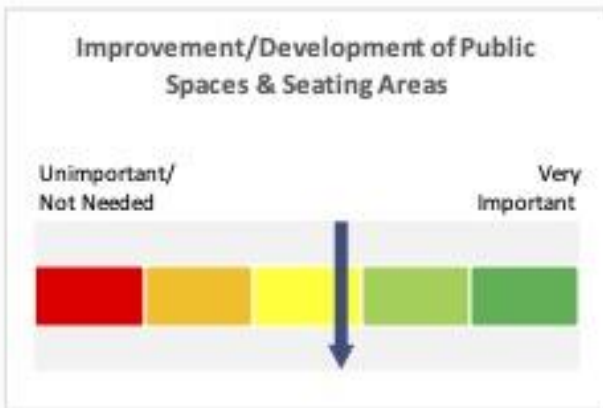 Improvement/Development of Public
Spaces & Seating Areas
Unimportant/
Not Needed
Very
Important